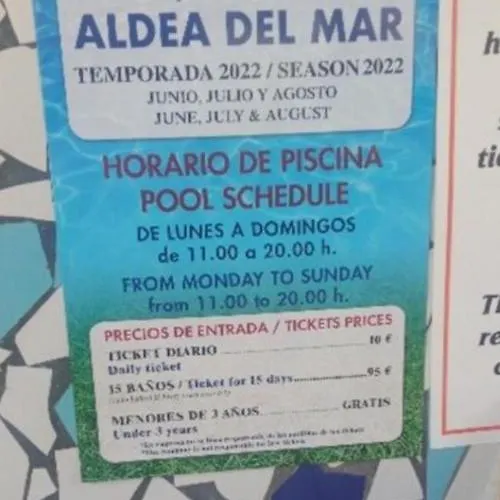 ALDEA DEL MAR
TEMPORADA 2022 / SEASON 2022
JUNIO, JULIO Y AGOSTO
JUNE, JULY & AUGUST
HORARIO DE PISCINA
POOL SCHEDULE
DE LUNES A DOMINGOS
de 11.00 a 20.00 h.
FROM MONDAY TO SUNDAY
from 11.00 to 20.00 h.
PRECIOS DE ENTRADA / TICKETS PRICES
TICKET DIARIO 10 €
Daily ticket
15 BAÑOS / Ticket for 15 days 95 €
MENORES DE 3 AÑOS GRATIS
Under 3 years
h
tic
T
re
c